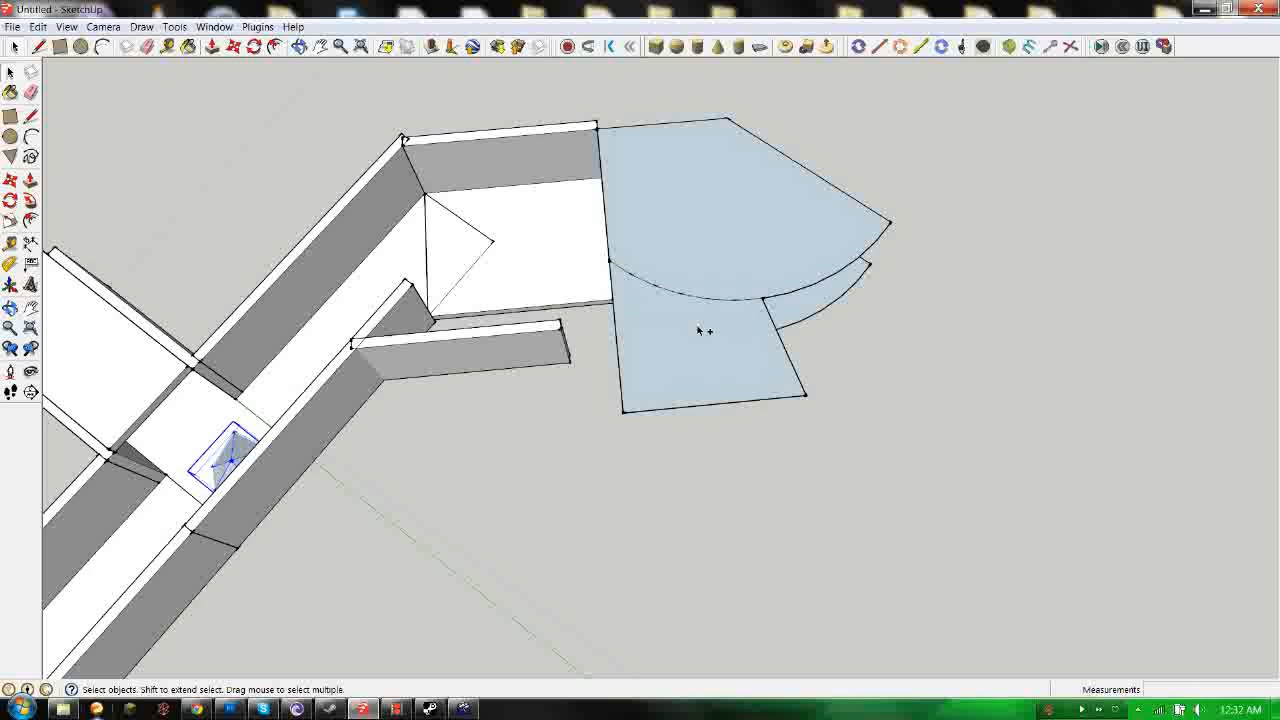 Untitled - SketchUp
File Edit View Camera Draw Tools Window Plugins Help
Select objects. Shift to extend select. Drag mouse to select multiple.
Measurements
12:32 AM